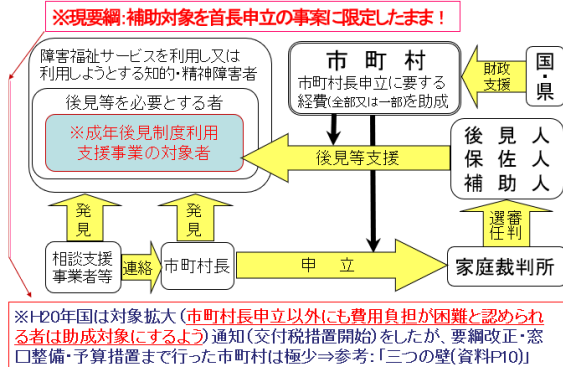 ※現要綱:補助対象を首長申立の事案に限定したまま!
障害福祉サービスを利用し又は
利用しようとする知的・精神障害者
後見等を必要とする者
※成年後見制度利用
支援事業の対象者
市町村
市町村長申立に要する
経費(全部又は一部)を助成
財政
支援
国・県
後見等支援
後見人
保佐人
補助人
発見
発見
選任
審判
相談支援
事業者等
連絡
市町村長
申立
家庭裁判所
※H20年国は対象拡大(市町村長申立以外にも費用負担が困難と認められ
る者は助成対象にするよう)通知(交付税措置開始)をしたが、要綱改正・窓
口整備・予算措置まで行った市町村は極少⇒参考:「三つの壁(資料P10)」